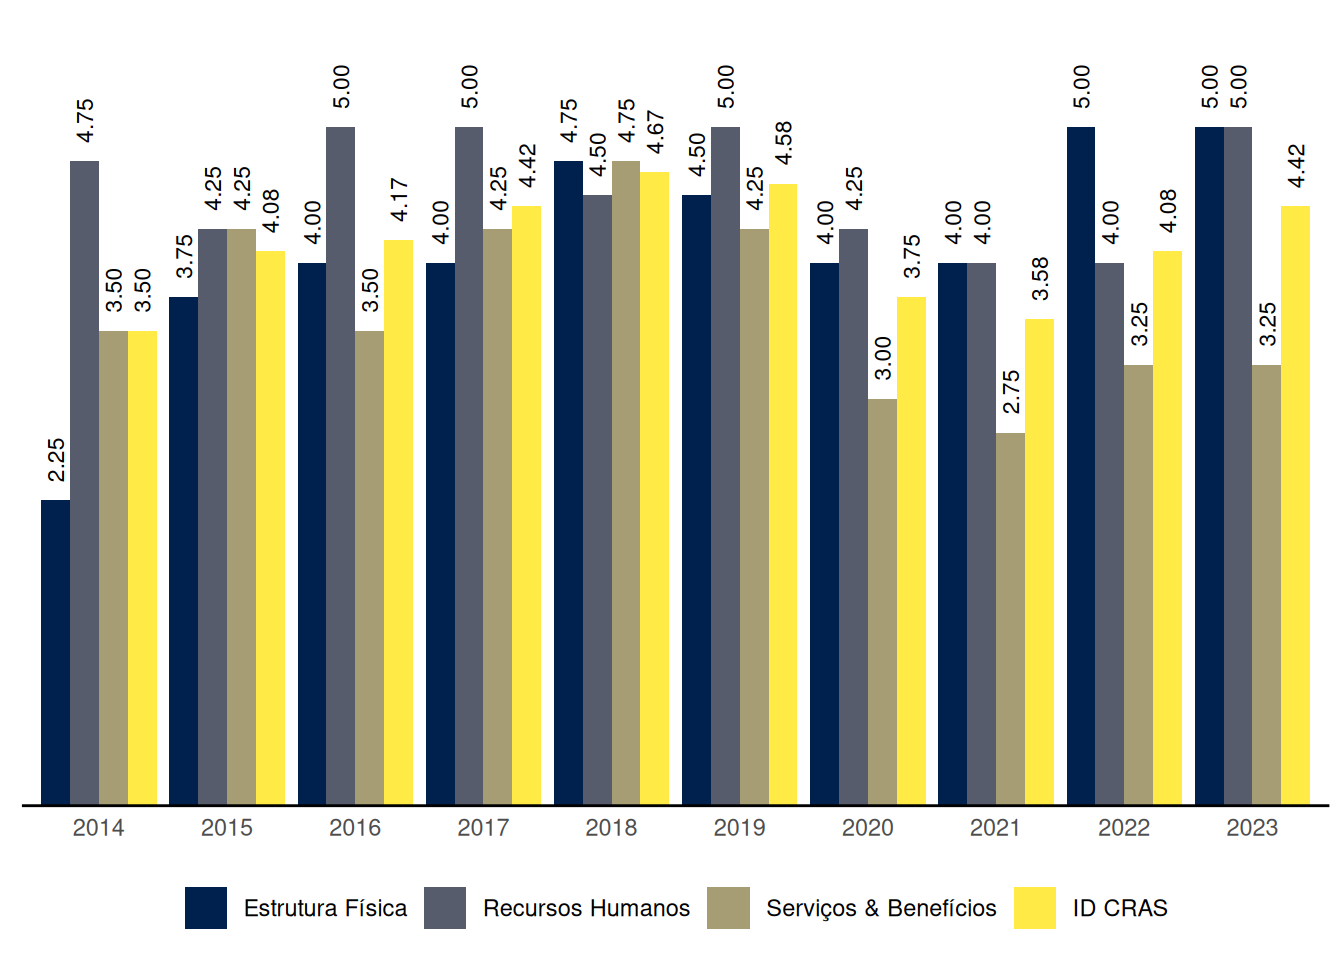 2.25 4.75 3.50 3.50
3.75 4.25 4.25 4.08
4.00 5.00 3.50 4.17
4.00 5.00 4.25 4.42
4.75 4.50 4.75 4.67
4.50 5.00 4.25 4.58
4.00 4.25 3.00 3.75
4.00 4.00 2.75 3.58
5.00 4.00 3.25 4.08
5.00 5.00 3.25 4.42
2014 2015 2016 2017 2018 2019 2020 2021 2022 2023
Estrutura Física Recursos Humanos Serviços & Benefícios ID CRAS